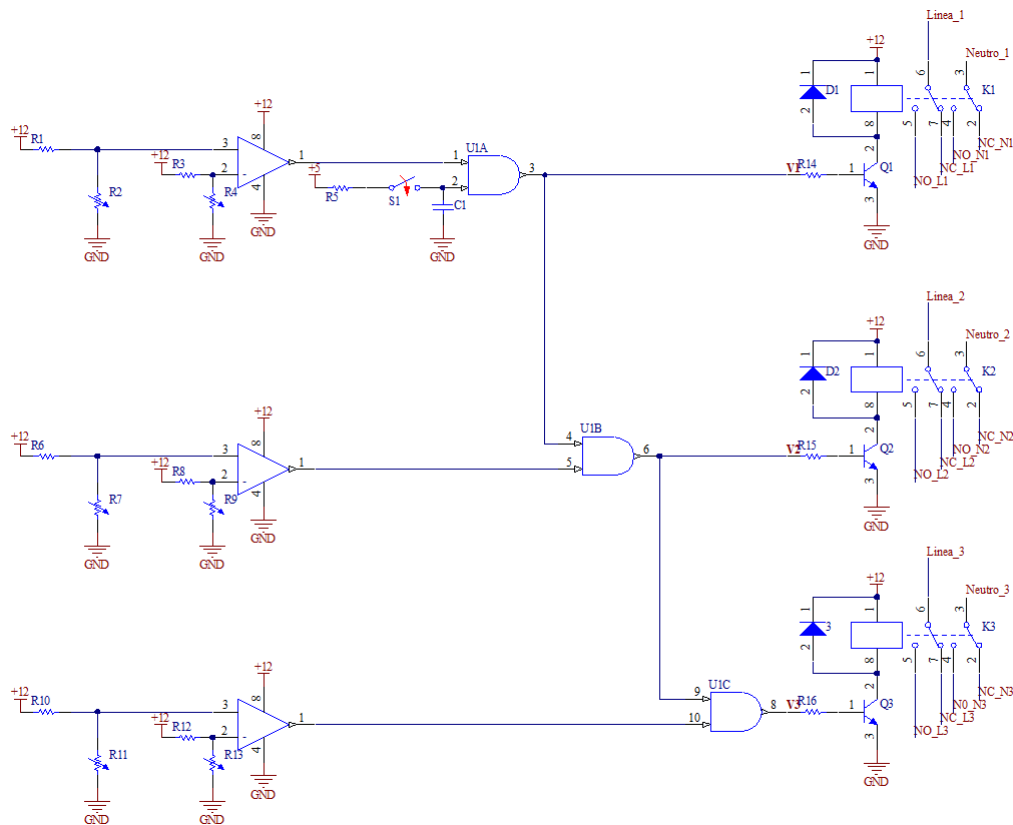 Linea_1
Neutro_1
+12
1
6
3
1
D1
K1
2
8
5
7
4
2
NO_L1
NC_L1
NO_N1
NC_N1
+12
R1
+12
8
3
+12
R3
2
-
1
4
R2
R4
GND
GND
GND
+5
R5
S1
C1
GND
U1A
1
2
3
V1
R14
1
2
Q1
3
GND
Linea_2
Neutro_2
+12
1
6
3
1
D2
K2
2
8
5
7
4
2
NO_L2
NC_L2
NO_N2
NC_N2
+12
R6
+12
8
3
+12
R8
2
-
1
4
R7
R9
GND
GND
GND
U1B
4
5
6
V2
R15
1
2
Q2
3
GND
Linea_3
Neutro_3
+12
1
6
3
1
3
K3
2
8
5
7
4
2
NO_L3
NC_L3
N0_N3
NC_N3
+12
R10
+12
8
3
+12
R12
2
-
1
4
R11
R13
GND
GND
GND
U1C
9
10
8
V3
R16
1
2
Q3
3
GND